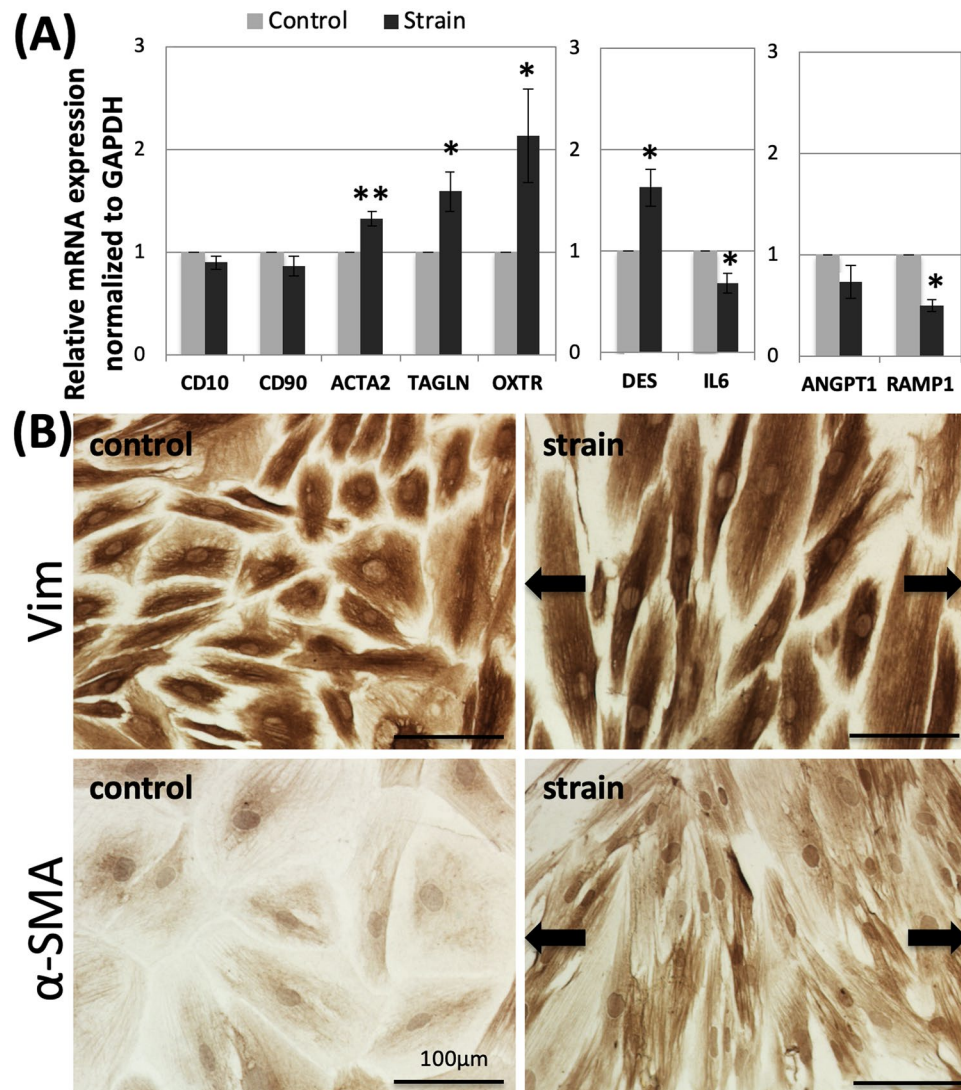 (A)
Control Strain
Relative mRNA expression
normalized to GAPDH
3
2
1
0
* * * * *
CD10 CD90 ACTA2 TAGLN OXTR
3
2
1
0
* *
DES IL6
3
2
1
0
*
ANGPT1 RAMP1
(B)
Vim
control
strain
α-SMA
control
strain
100μm